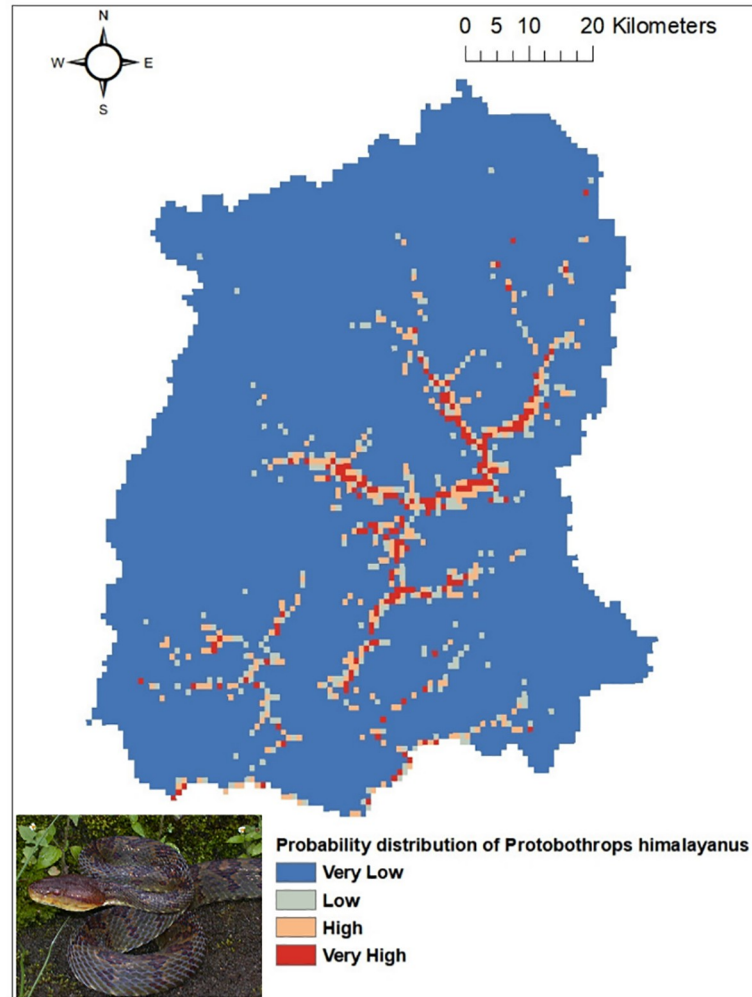 N
W E
S
0 5 10 20 Kilometers
Probability distribution of Protobothrops himalayanus
Very Low
Low
High
Very High